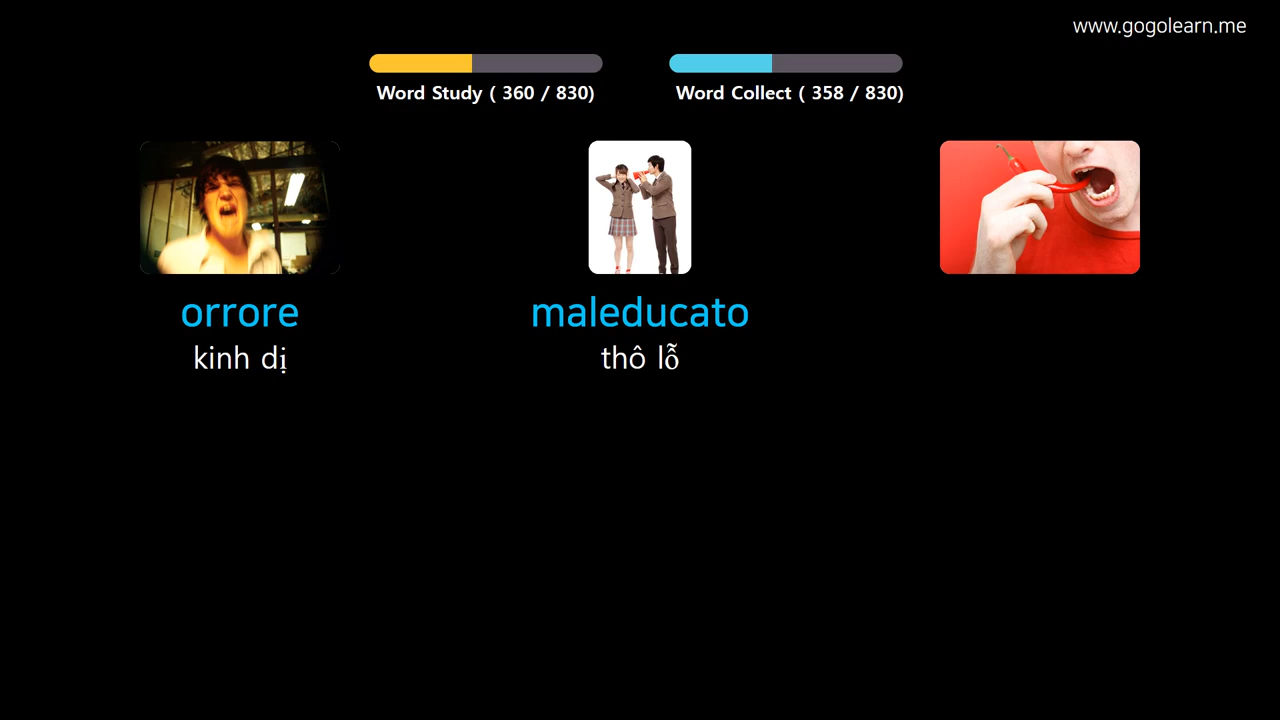 www.gogolearn.me
Word Study ( 360 / 830)
Word Collect ( 358 / 830)
orrore
maleducato
kinh dị
thô lỗ